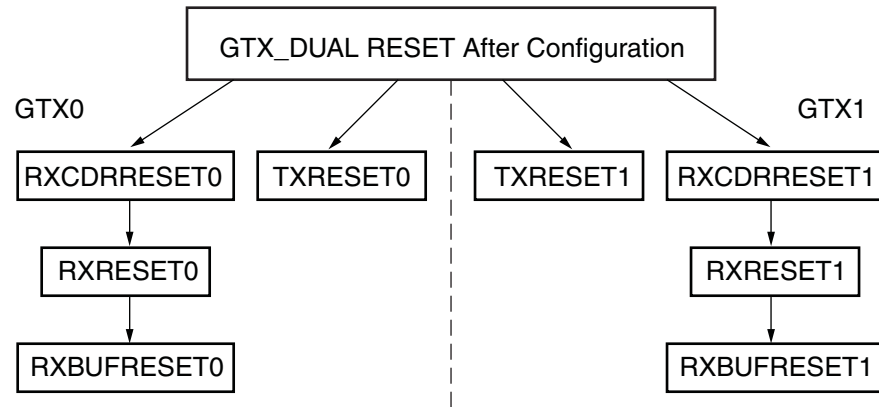 GTX_DUAL RESET After Configuration
GTX0
GTX1
RXCDRRESET0
TXRESET0
TXRESET1
RXCDRRESET1
RXRESET0
RXRESET1
RXBUFRESET0
RXBUFRESET1